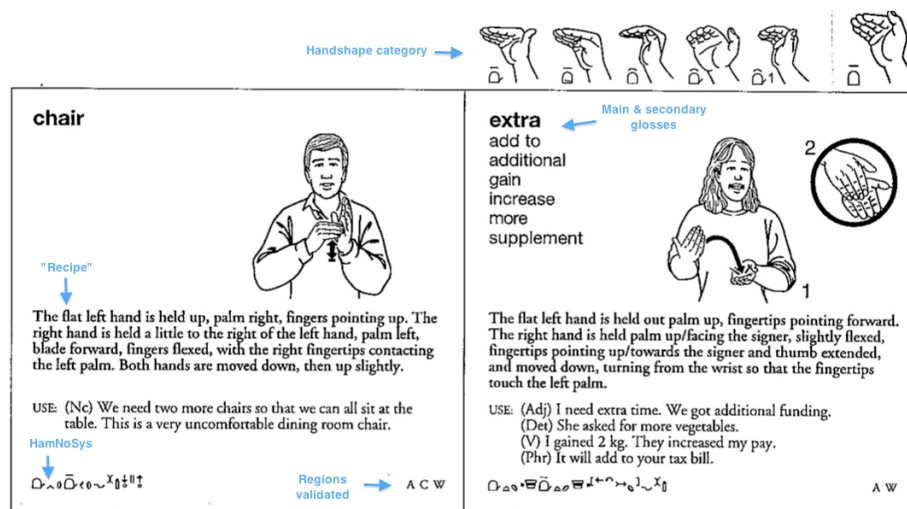 Handshape category
1
chair
extra
add to
additional
gain
increase
more
supplement
Main & secondary
glosses
2
1
"Recipe"
The flat left hand is held up, palm right, fingers pointing up. The
right hand is held a little to the right of the left hand, palm left,
blade forward, fingers flexed, with the right fingertips contacting
the left palm. Both hands are moved down, then up slightly.
USE: (Nc) We need two more chairs so that we can all sit at the
table. This is a very uncomfortable dining room chair.
HamNoSys
Regions
validated
A C W
The flat left hand is held out palm up, fingertips pointing forward.
The right hand is held palm up/facing the signer, slightly flexed,
fingertips pointing up/towards the signer and thumb extended,
and moved down, turning from the wrist so that the fingertips
touch the left palm.
USE: (Adj) I need extra time. We got additional funding.
(Det) She asked for more vegetables.
(V) I gained 2 kg. They increased my pay.
(Phr) It will add to your tax bill.
A W